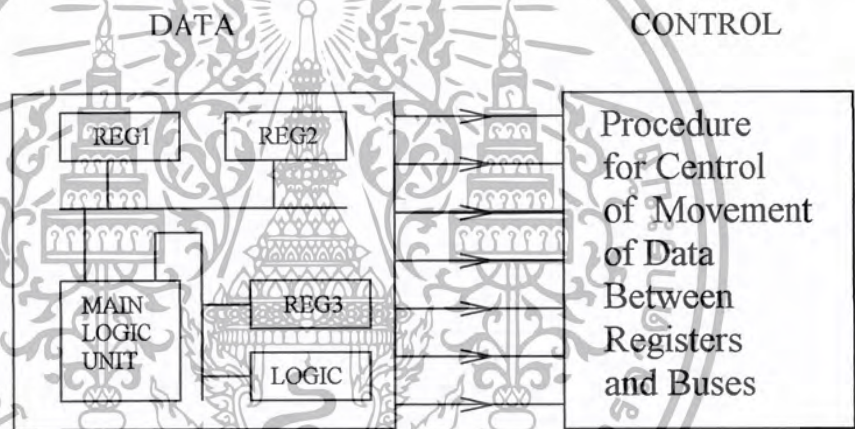 DATA
CONTROL
REG1
REG2
MAIN
LOGIC
UNIT
REG3
LOGIC
Procedure
for Control
of Movement
of Data
Between
Registers
and Buses